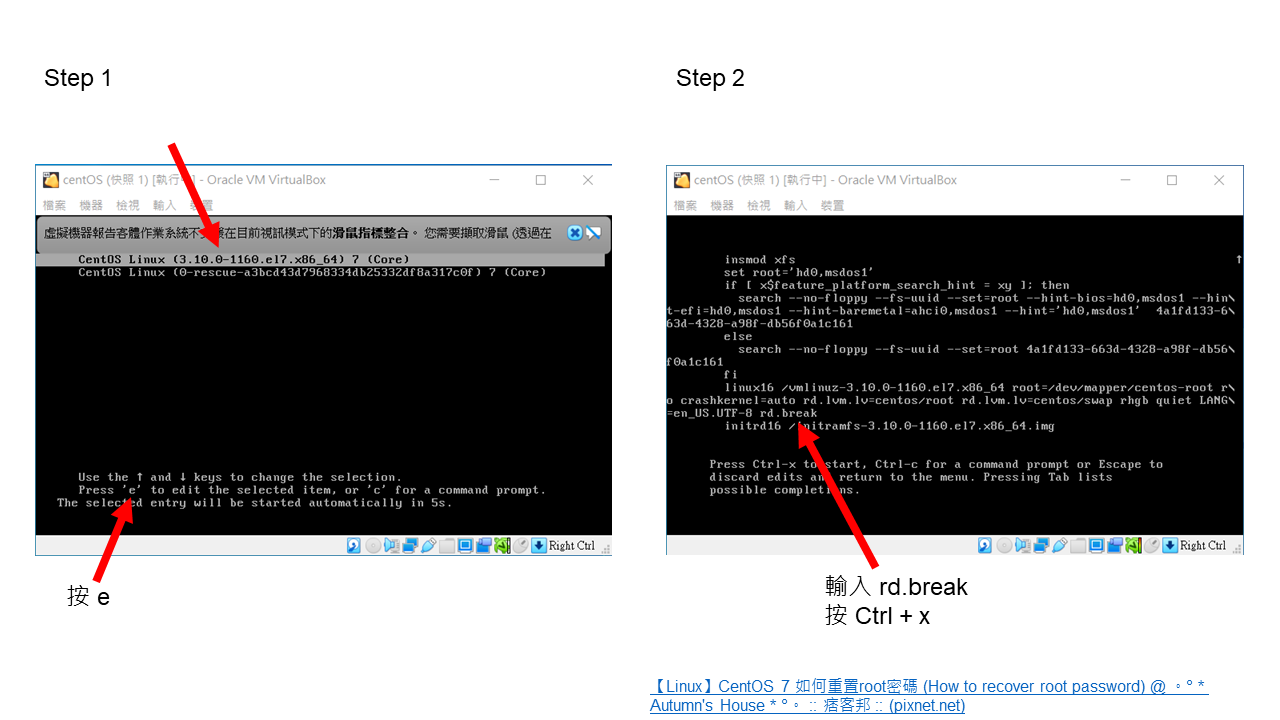 Step 1
Step 2
centOS (快照 1) [執行中] - Oracle VM VirtualBox
檔案 機器 檢視 輸入 裝置
虛擬機器報告客體作業系統不支援在目前視訊模式下的滑鼠指標整合。 您需要擷取滑鼠 (透過在
CentOS Linux (3.10.0-1160.el7.x86_64) 7 (Core)
CentOS Linux (0-rescue-a3bcd43d7968334db25332df8a317c0f) 7 (Core)
Use the ↑ and ↓ keys to change the selection.
Press 'e' to edit the selected item, or 'c' for a command prompt.
The selected entry will be started automatically in 5s.
Right Ctrl
按 e
centOS (快照 1) [執行中] - Oracle VM VirtualBox
檔案 機器 檢視 輸入 裝置
insmod xfs
set root='hd0,msdos1'
if [ x$feature_platform_search_hint = xy ]; then
search --no-floppy --fs-uuid --set=root --hint-bios=hd0,msdos1 --hin\
t-efi=hd0,msdos1 --hint-baremetal=ahci0,msdos1 --hint='hd0,msdos1'  4a1fd133-6\
63d-4328-a98f-db56f0a1c161
else
search --no-floppy --fs-uuid --set=root 4a1fd133-663d-4328-a98f-db56\
f0a1c161
fi
linux16 /vmlinuz-3.10.0-1160.el7.x86_64 root=/dev/mapper/centos-root r\
o crashkernel=auto rd.lvm.lv=centos/root rd.lvm.lv=centos/swap rhgb quiet LANG\
=en_US.UTF-8 rd.break
initrd16 /initramfs-3.10.0-1160.el7.x86_64.img
Press Ctrl-x to start, Ctrl-c for a command prompt or Escape to
discard edits and return to the menu. Pressing Tab lists
possible completions.
Right Ctrl
輸入 rd.break
按 Ctrl + x
【Linux】CentOS 7 如何重置root密碼 (How to recover root password) @ 。° *
Autumn's House * °。 :: 痞客邦 :: (pixnet.net)